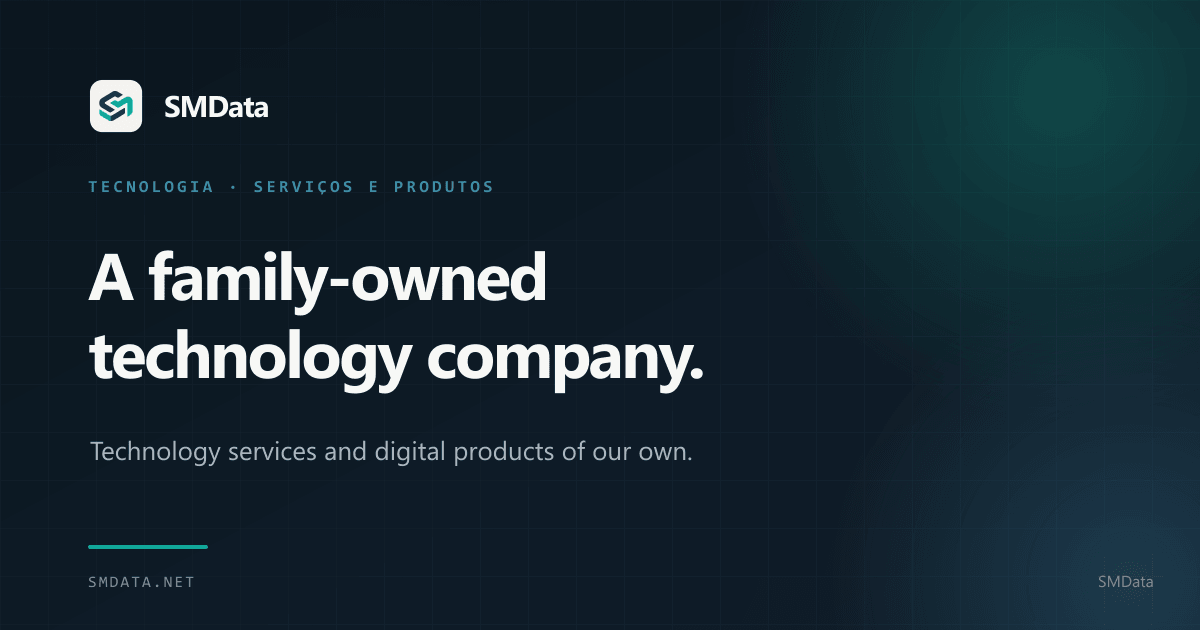 SMData
TECNOLOGIA · SERVIÇOS E PRODUTOS
A family-owned
technology company.
Technology services and digital products of our own.
SMDATA.NET
SMData